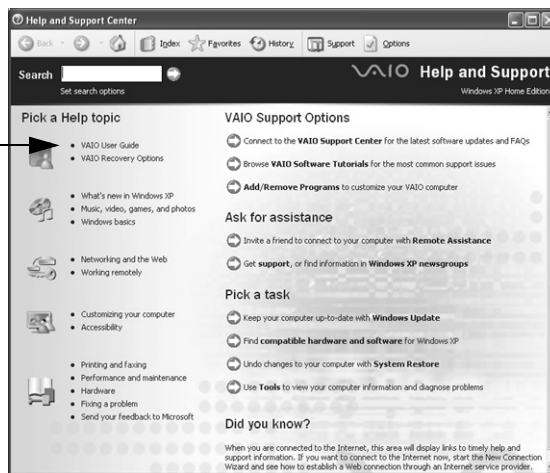 Help and Support Center
Back Index Favorites History Support Options
Search
Set search options
VAIO Help and Support
Windows XP Home Edition
Pick a Help topic
VAIO User Guide
VAIO Recovery Options
What's new in Windows XP
Music, video, games, and photos
Windows basics
Networking and the Web
Working remotely
Customizing your computer
Accessibility
Printing and faxing
Performance and maintenance
Hardware
Fixing a problem
Send your feedback to Microsoft
VAIO Support Options
Connect to the VAIO Support Center for the latest software updates and FAQs
Browse VAIO Software Tutorials for the most common support issues
Add/Remove Programs to customize your VAIO computer
Ask for assistance
Invite a friend to connect to your computer with Remote Assistance
Get support, or find information in Windows XP newsgroups
Pick a task
Keep your computer up-to-date with Windows Update
Find compatible hardware and software for Windows XP
Undo changes to your computer with System Restore
Use Tools to view your computer information and diagnose problems
Did you know?
When you are connected to the Internet, this area will display links to timely help and
support information. If you want to connect to the Internet now, start the New Connection
Wizard and see how to establish a Web connection through an Internet service provider.